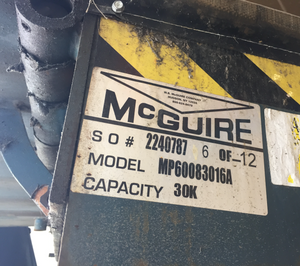 McGUIRE
SO# 2240787 6 OF 12
MODEL MP60083016A
CAPACITY 30K